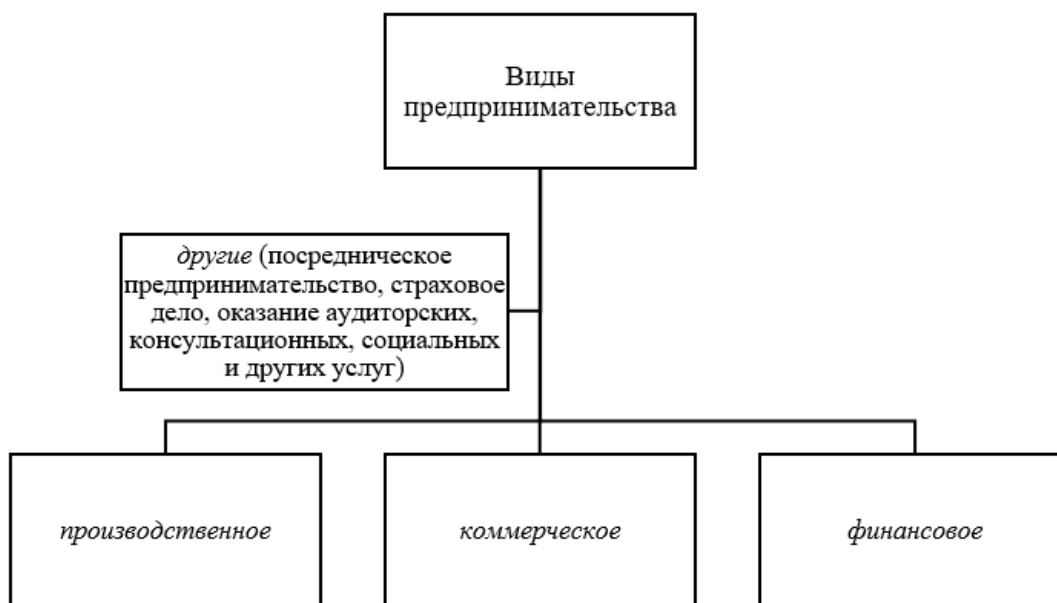 Виды
предпринимательства
другие (посредническое
предпринимательство, страховое
дело, оказание аудиторских,
консультационных, социальных
и других услуг)
производственное
коммерческое
финансовое